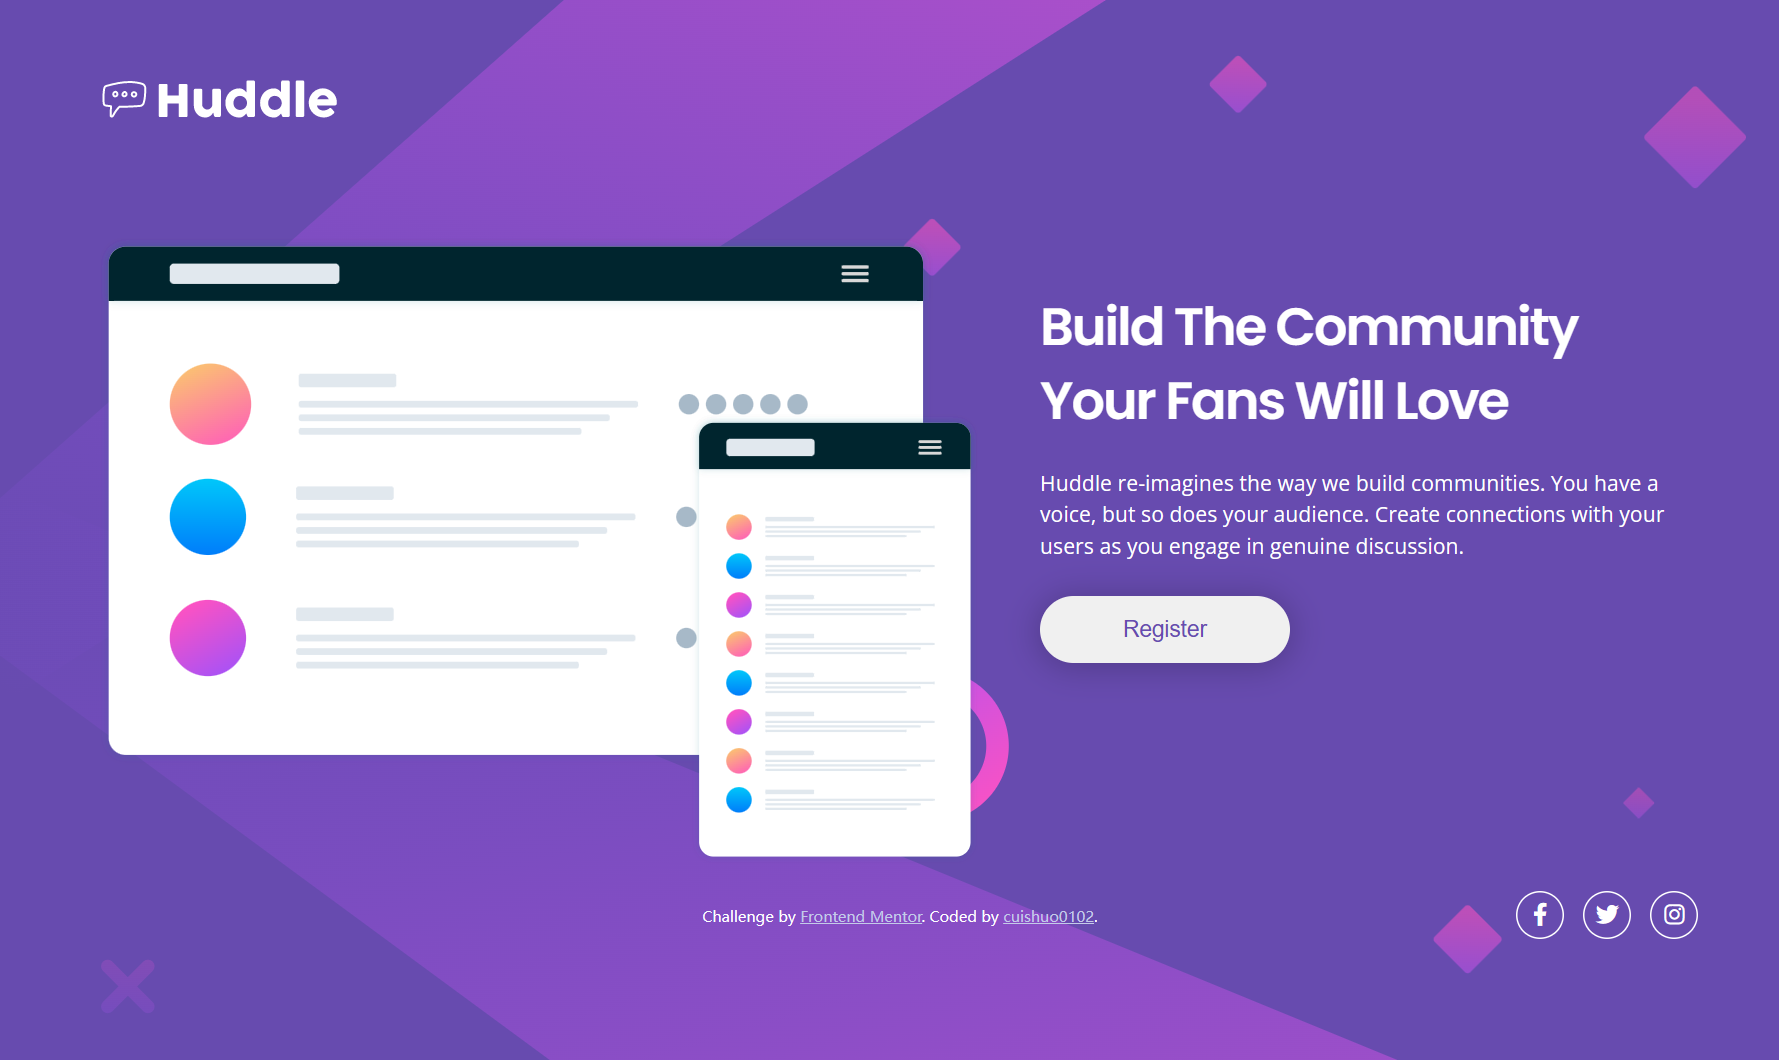 Huddle
Build The Community
Your Fans Will Love
Huddle re-imagines the way we build communities. You have a
voice, but so does your audience. Create connections with your
users as you engage in genuine discussion.
Register
Challenge by Frontend Mentor. Coded by cuishuo0102.